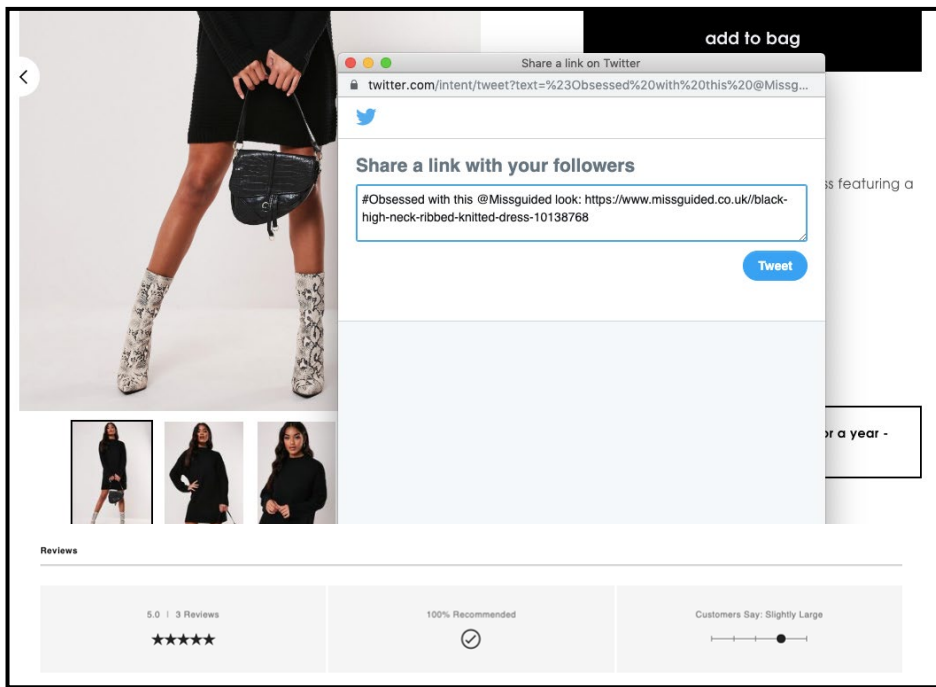 add to bag
Share a link on Twitter
twitter.com/intent/tweet?text=%23Obsessed%20with%20this%20@Missg...
Share a link with your followers
#Obsessed with this @Missguided look: https://www.missguided.co.uk//black-
high-neck-ribbed-knitted-dress-10138768
featuring a
Tweet
a year -
Reviews
5.0 | 3 Reviews
100% Recommended
Customers Say: Slightly Large